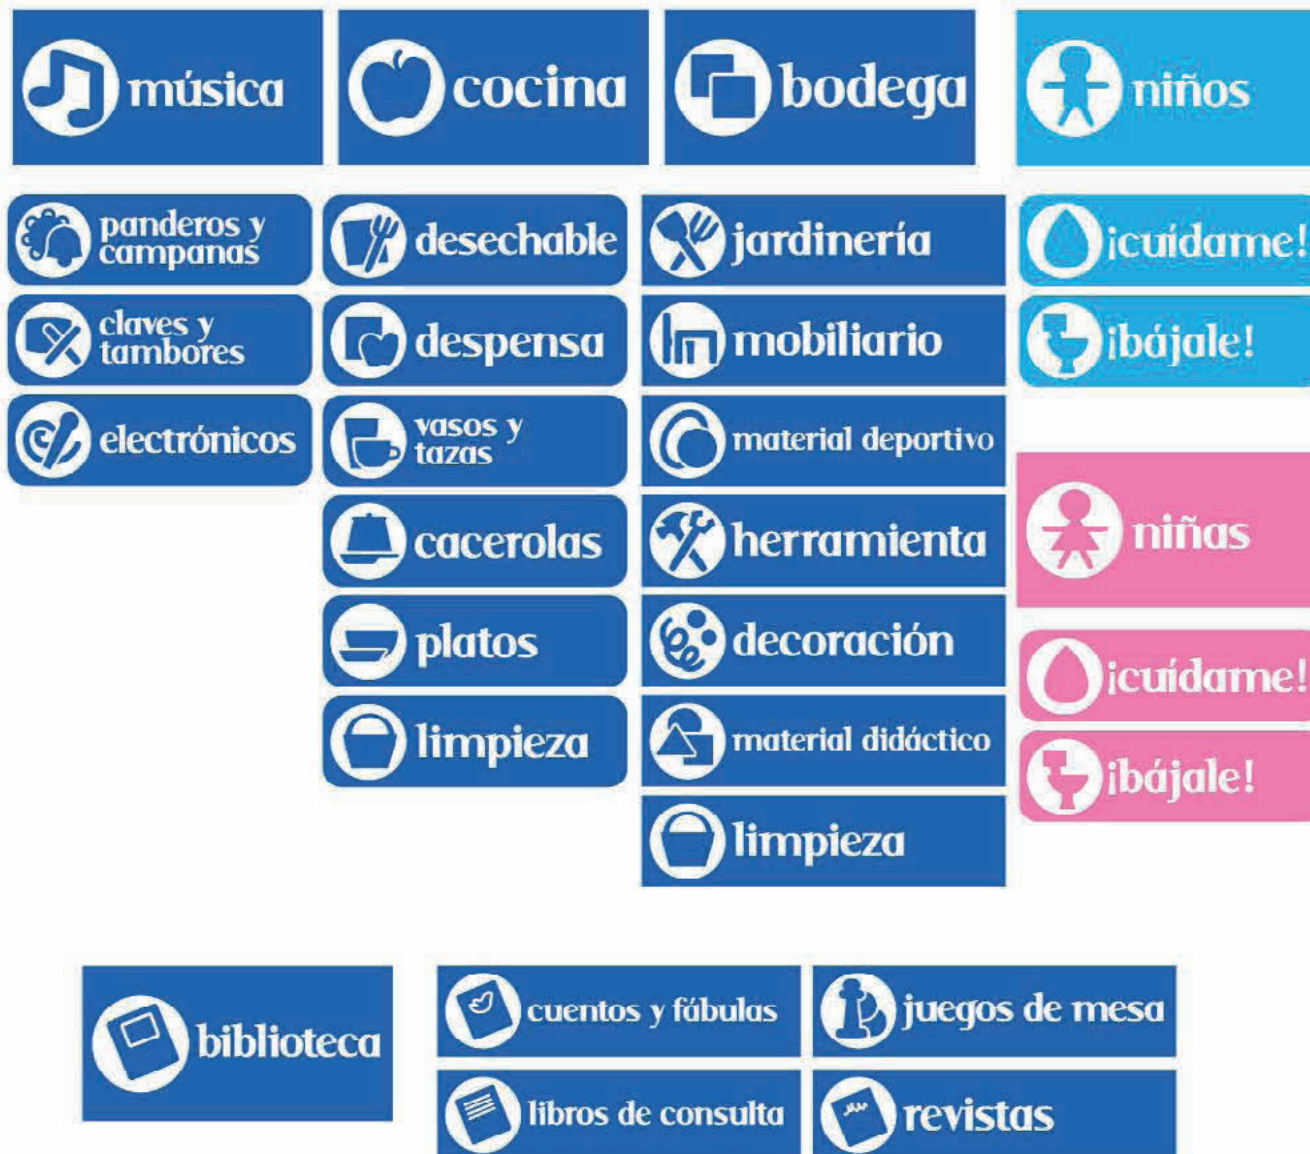 música
panderos y
campanas
claves y
tambores
electrónicos
cocina
desechable
despensa
vasos y
tazas
cacerolas
platos
limpieza
bodega
jardinería
mobiliario
material deportivo
herramienta
decoración
material didáctico
limpieza
niños
¡cuídame!
¡bájale!
niñas
¡cuídame!
¡bájale!
biblioteca
cuentos y fábulas
libros de consulta
juegos de mesa
revistas